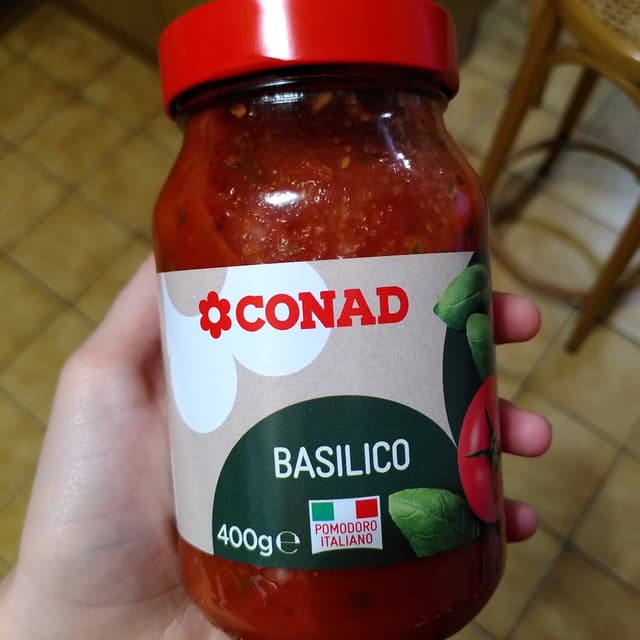 CONAD
BASILICO
400g℮
POMODORO
ITALIANO